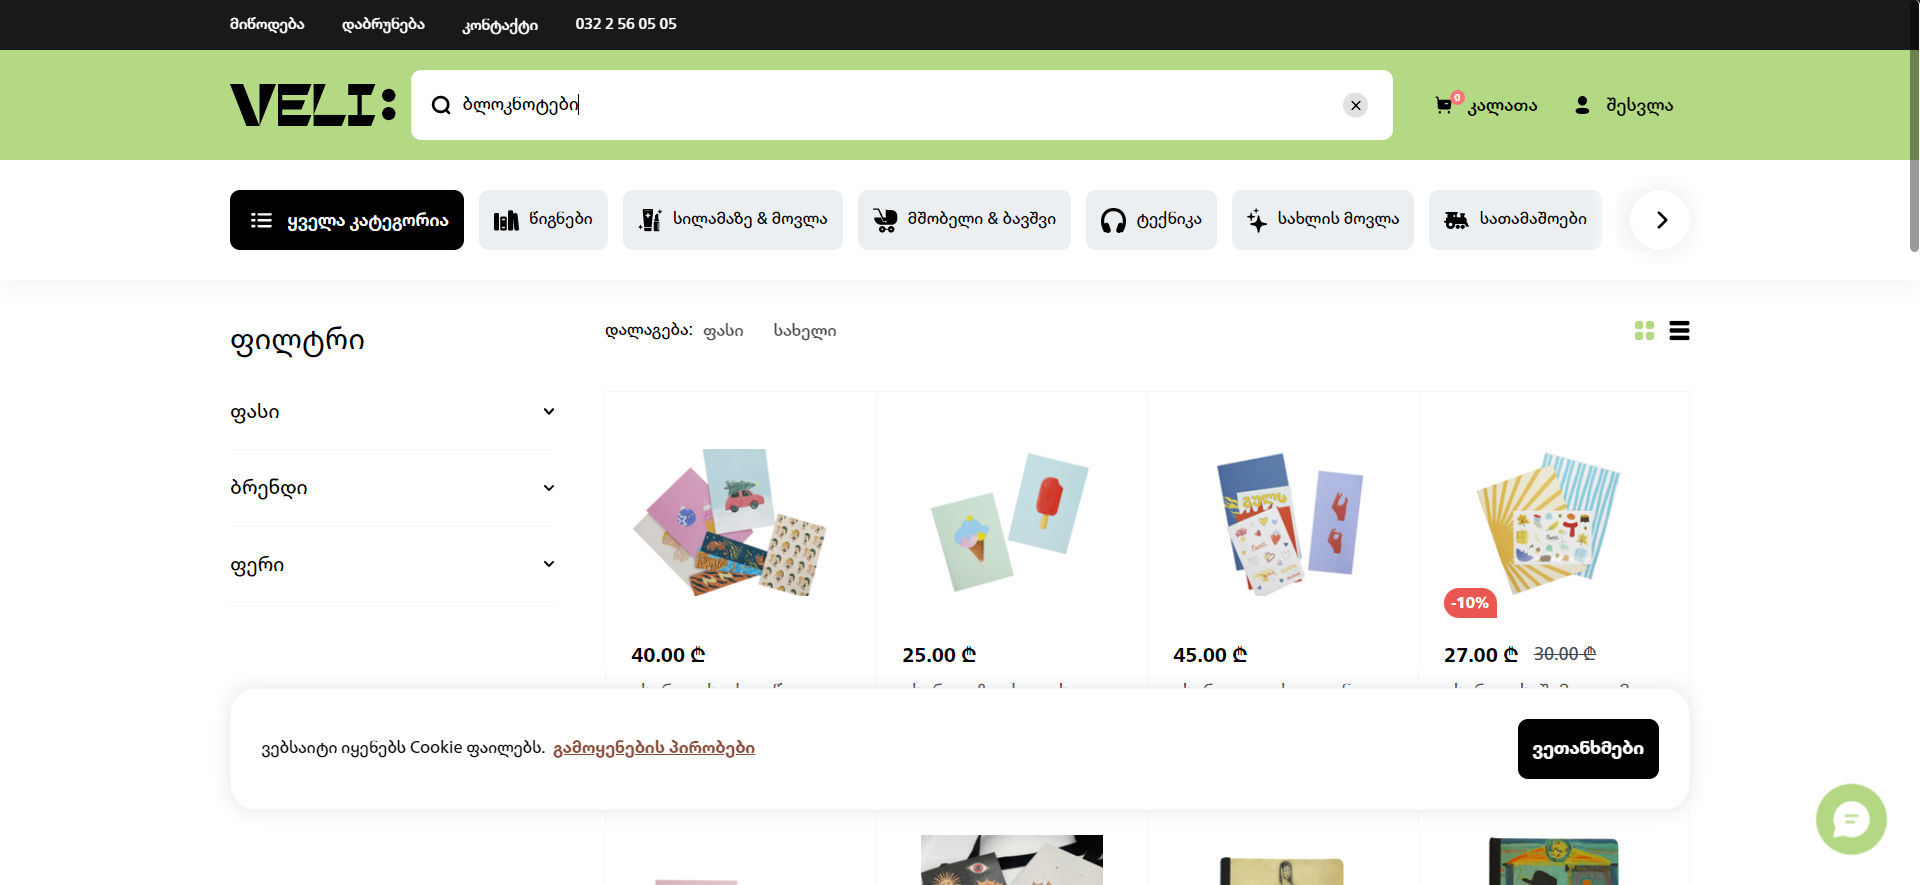 მიწოდება
დაბრუნება
კონტაქტი
032 2 56 05 05
VELI:
ბლოკნოტები
0
კალათა
შესვლა
ყველა კატეგორია
წიგნები
სილამაზე & მოვლა
მშობელი & ბავშვი
ტექნიკა
სახლის მოვლა
სათამაშოები
ფილტრი
დალაგება:
ფასი
სახელი
ფასი
ბრენდი
ფერი
-10%
40.00 ₾
25.00 ₾
45.00 ₾
27.00 ₾
30.00 ₾
ვებსაიტი იყენებს Cookie ფაილებს. გამოყენების პირობები
ვეთანხმები